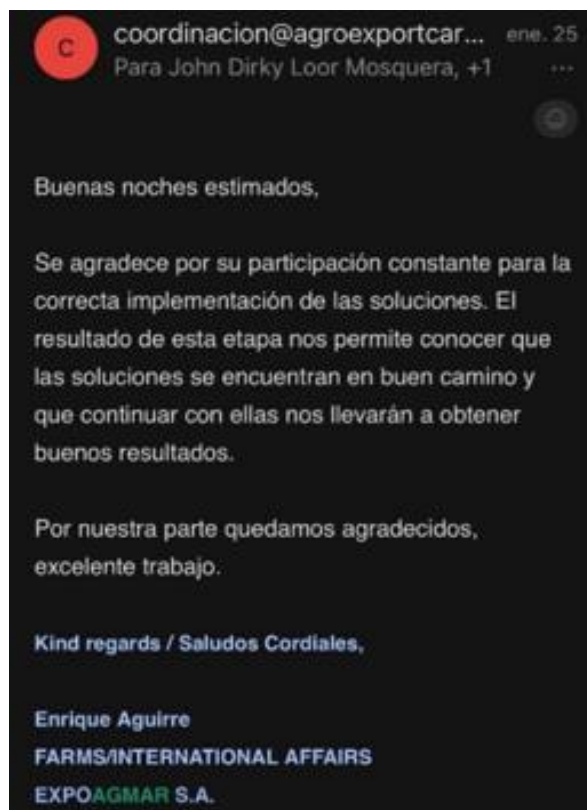 C
coordinacion@agroexportcar... ene. 25
Para John Dirky Loor Mosquera, +1 ...
Buenas noches estimados,
Se agradece por su participación constante para la
correcta implementación de las soluciones. El
resultado de esta etapa nos permite conocer que
las soluciones se encuentran en buen camino y
que continuar con ellas nos llevarán a obtener
buenos resultados.
Por nuestra parte quedamos agradecidos,
excelente trabajo.
Kind regards / Saludos Cordiales,
Enrique Aguirre
FARMS/INTERNATIONAL AFFAIRS
EXPOAGMAR S.A.